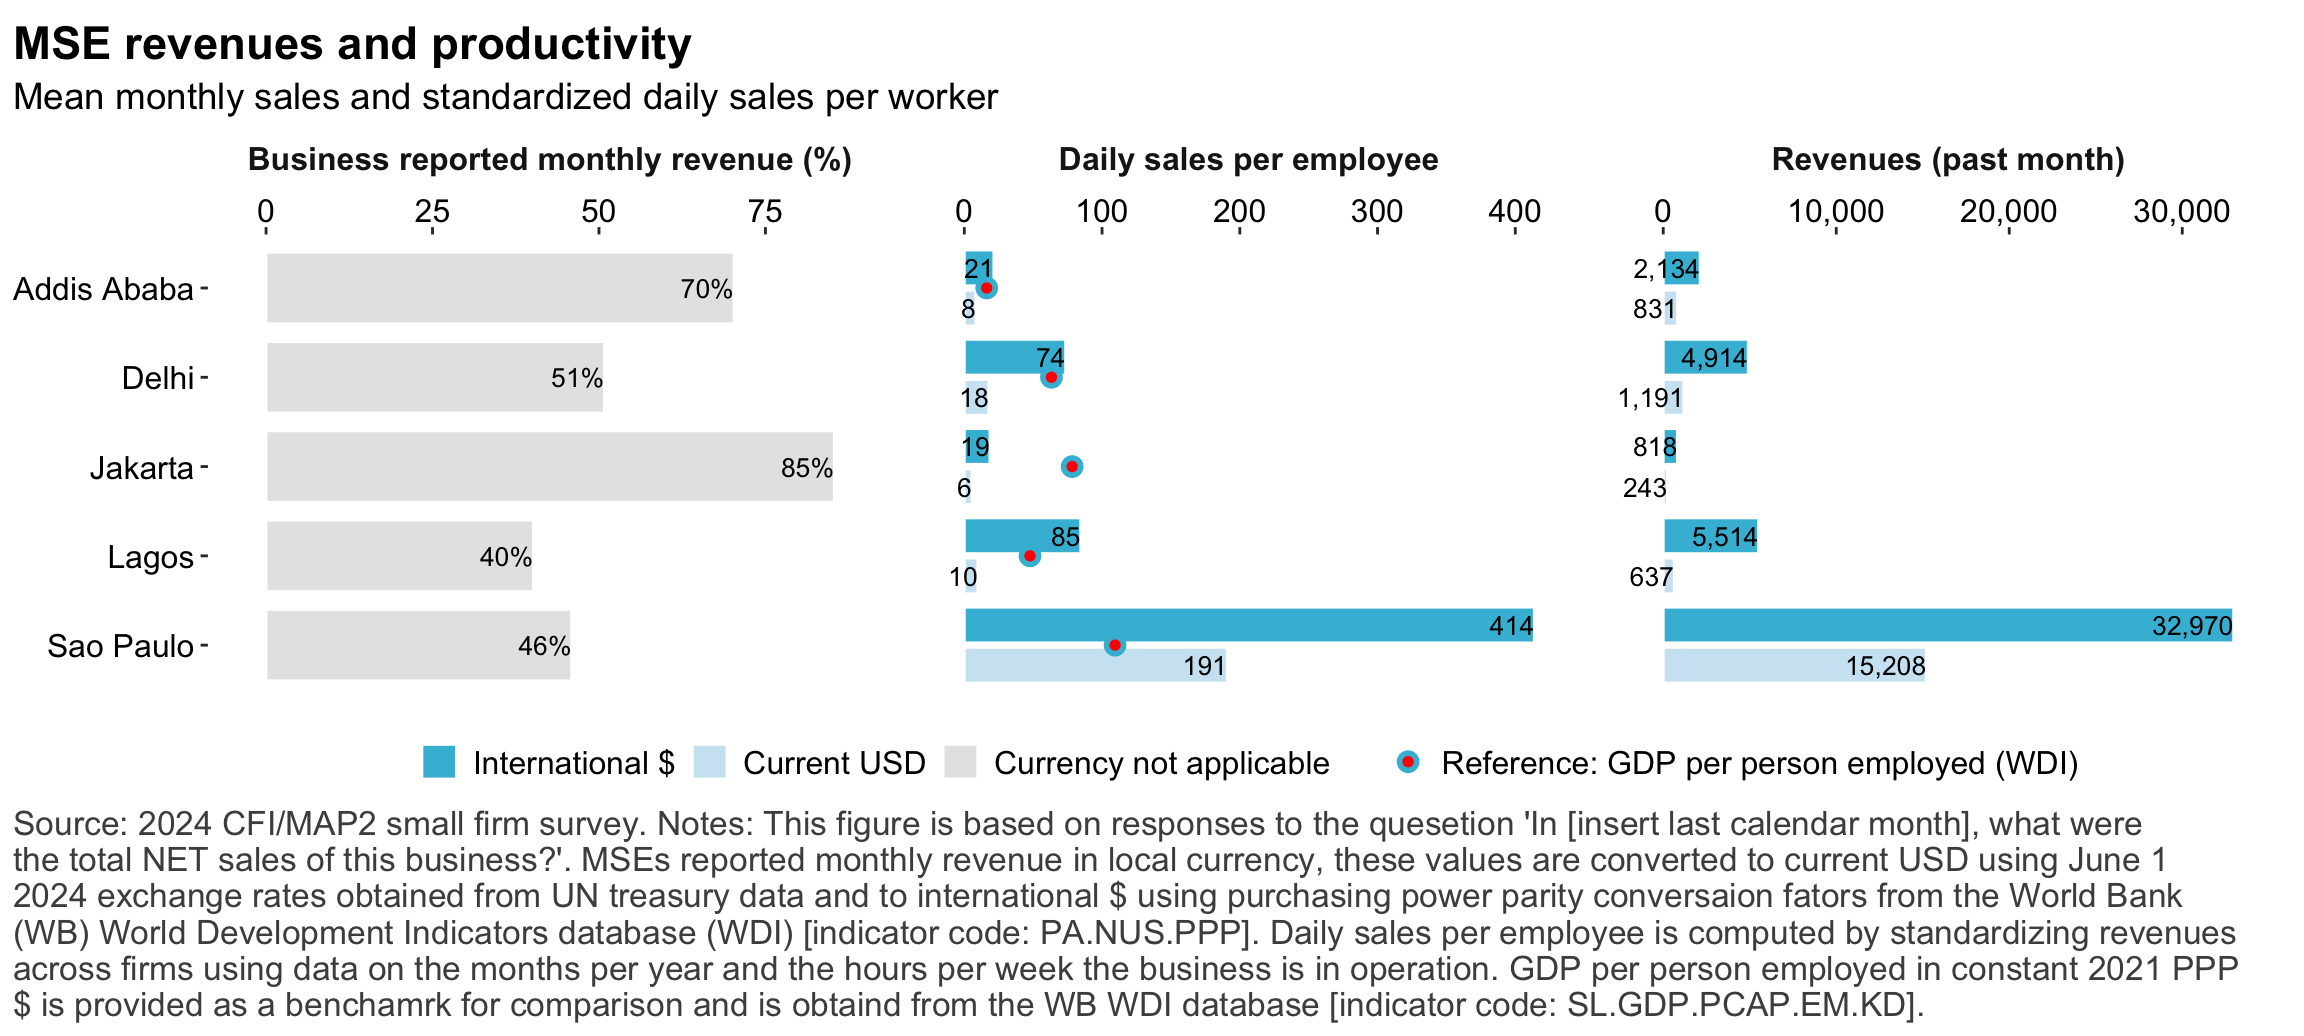 MSE revenues and productivity
Mean monthly sales and standardized daily sales per worker
Business reported monthly revenue (%)
Daily sales per employee
Revenues (past month)
0 25 50 75
0 100 200 300 400
0 10,000 20,000 30,000
Addis Ababa
70%
21
8
2,134
831
Delhi
51%
74
18
4,914
1,191
Jakarta
85%
19
6
818
243
Lagos
40%
85
10
5,514
637
Sao Paulo
46%
414
191
32,970
15,208
International $ Current USD Currency not applicable Reference: GDP per person employed (WDI)
Source: 2024 CFI/MAP2 small firm survey. Notes: This figure is based on responses to the quesetion 'In [insert last calendar month], what were
the total NET sales of this business?'. MSEs reported monthly revenue in local currency, these values are converted to current USD using June 1
2024 exchange rates obtained from UN treasury data and to international $ using purchasing power parity conversaion fators from the World Bank
(WB) World Development Indicators database (WDI) [indicator code: PA.NUS.PPP]. Daily sales per employee is computed by standardizing revenues
across firms using data on the months per year and the hours per week the business is in operation. GDP per person employed in constant 2021 PPP
$ is provided as a benchamrk for comparison and is obtaind from the WB WDI database [indicator code: SL.GDP.PCAP.EM.KD].